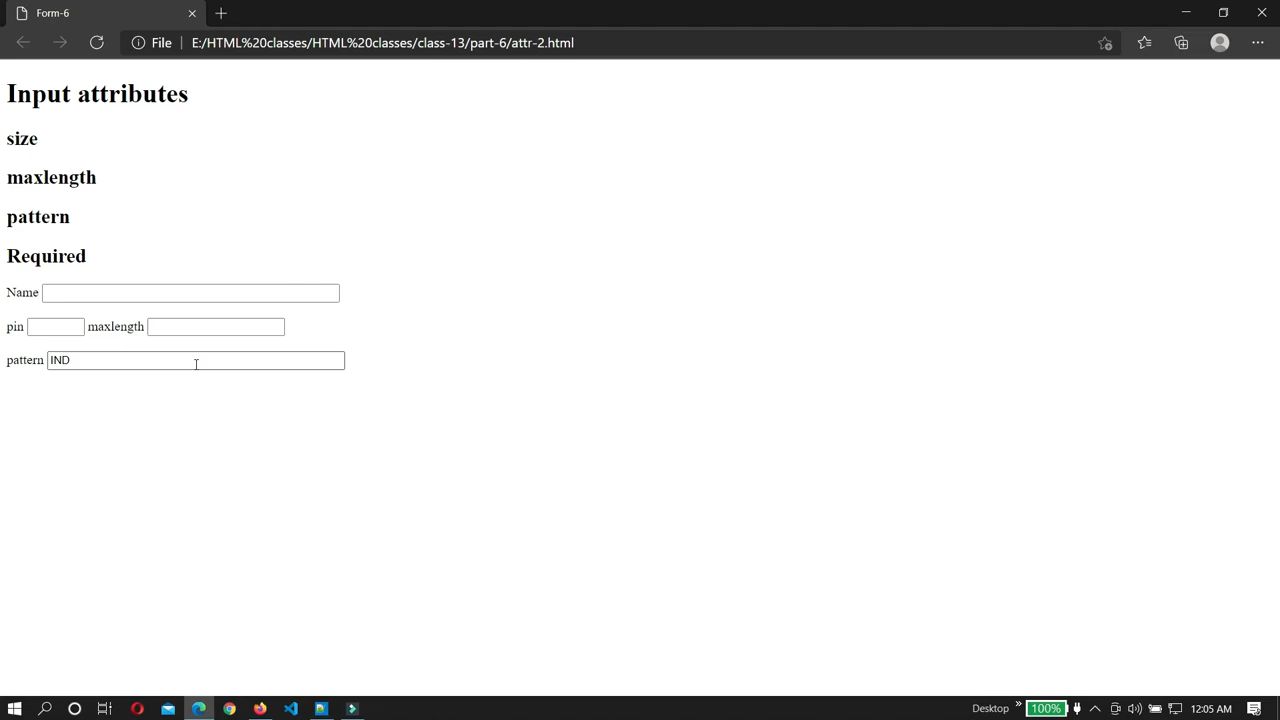 Form-6
File E:/HTML%20classes/HTML%20classes/class-13/part-6/attr-2.html
Input attributes
size
maxlength
pattern
Required
Name
pin maxlength
pattern IND
Desktop » 100% 12:05 AM